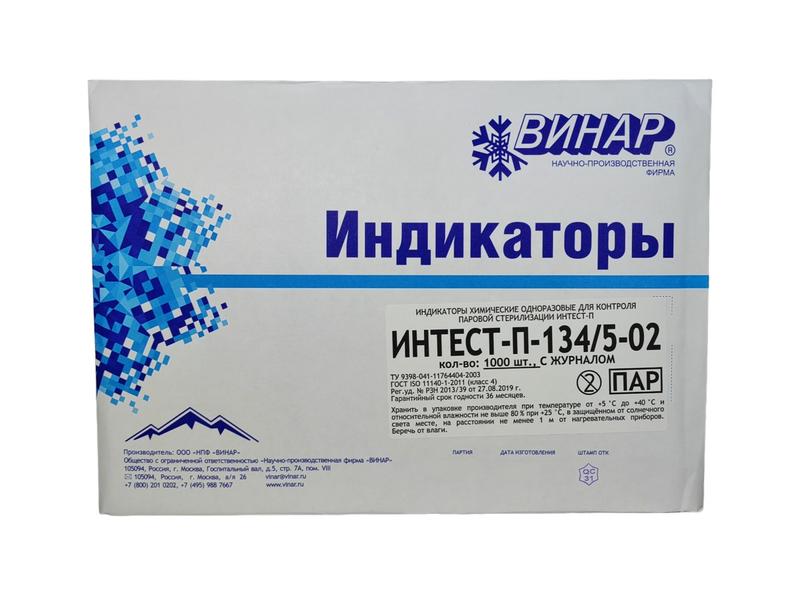 ВИНАР®
НАУЧНО-ПРОИЗВОДСТВЕННАЯ
ФИРМА
Индикаторы
ИНДИКАТОРЫ ХИМИЧЕСКИЕ ОДНОРАЗОВЫЕ ДЛЯ КОНТРОЛЯ
ПАРОВОЙ СТЕРИЛИЗАЦИИ ИНТЕСТ-П
ИНТЕСТ-П-134/5-02
кол-во: 1000 шт., С ЖУРНАЛОМ
ТУ 9398-041-11764404-2003
ГОСТ ISO 11140-1-2011 (класс 4)
Рег.уд. № РЗН 2013/39 от 27.08.2019 г.
Гарантийный срок годности 36 месяцев.
2
ПАР
Хранить в упаковке производителя при температуре от +5 °С до +40 °С и
относительной влажности не выше 80 % при +25 °С, в защищённом от солнечного
света месте, на расстоянии не менее 1 м от нагревательных приборов.
Беречь от влаги.
Производитель: ООО «НПФ «ВИНАР»
Общество с ограниченной ответственностью «Научно-производственная фирма «ВИНАР»
105094, Россия, г. Москва, Госпитальный вал, д.5, стр. 7А, пом. VIII
105094, Россия, г. Москва, а/я 26 vinar@vinar.ru
+7 (800) 201 0202, +7 (495) 988 7667 www.vinar.ru
ПАРТИЯ ДАТА ИЗГОТОВЛЕНИЯ ШТАМП ОТК
QC
31